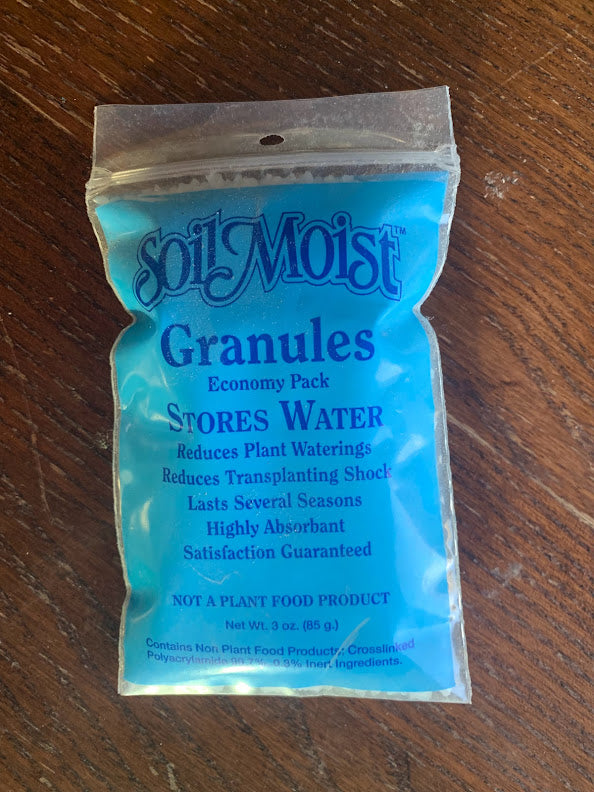 Soil Moist™
Granules
Economy Pack
STORES WATER
Reduces Plant Waterings
Reduces Transplanting Shock
Lasts Several Seasons
Highly Absorbant
Satisfaction Guaranteed
NOT A PLANT FOOD PRODUCT
Net Wt. 3 oz. (85 g.)
Contains Non Plant Food Products: Crosslinked
Polyacrylamide 99.7%, 0.3% Inert Ingredients.